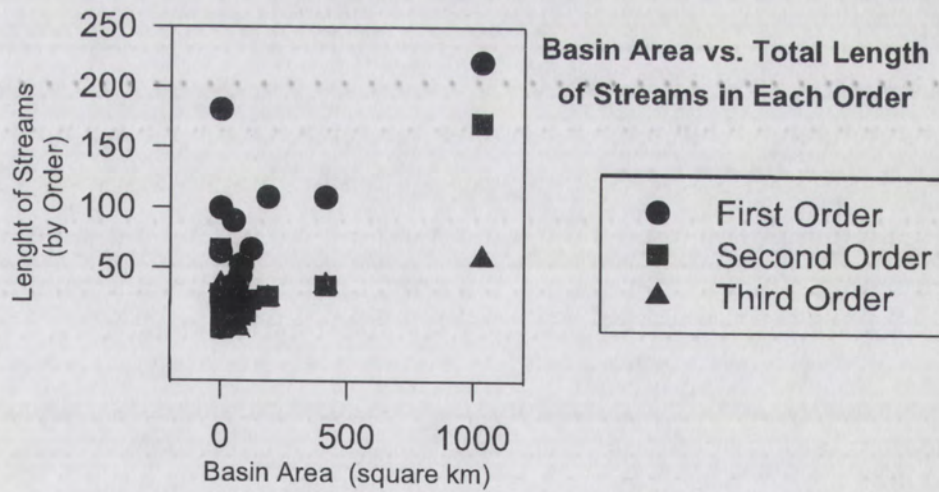 Basin Area vs. Total Length
of Streams in Each Order
250
200
150
100
50
Lenght of Streams
(by Order)
0 500 1000
Basin Area (square km)
First Order
Second Order
Third Order